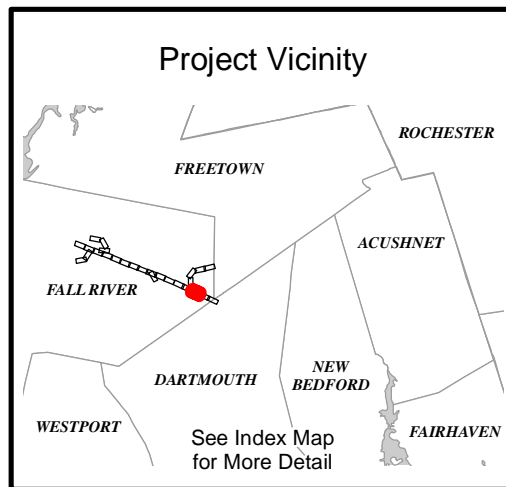 Project Vicinity
ROCHESTER
FREETOWN
ACUSHNET
FALL RIVER
DARTMOUTH
NEW
BEDFORD
WESTPORT
See Index Map
for More Detail
FAIRHAVEN